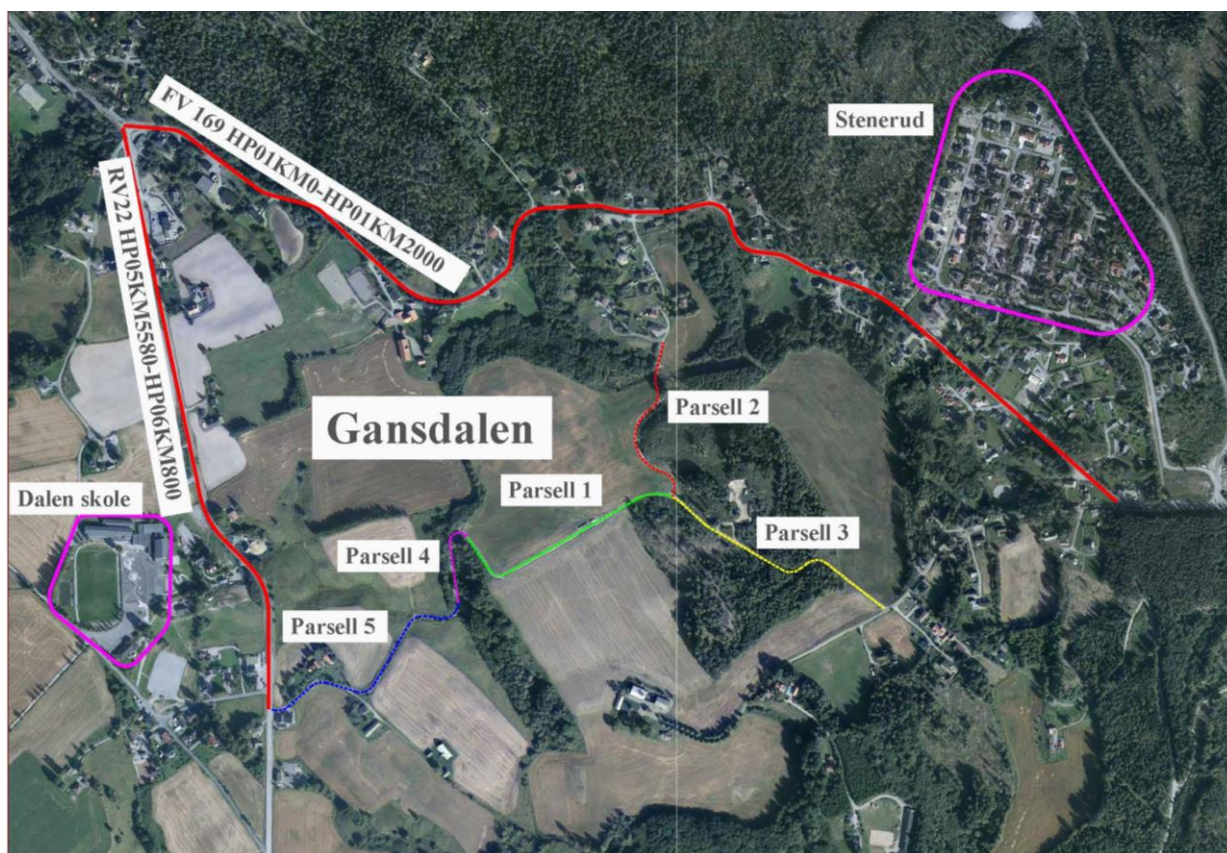 FV 169 HP01KM0-HP01KM2000
Stenerud
RV22 HP05KM5580-HP06KM800
Parsell 2
Gansdalen
Dalen skole
Parsell 1
Parsell 3
Parsell 4
Parsell 5